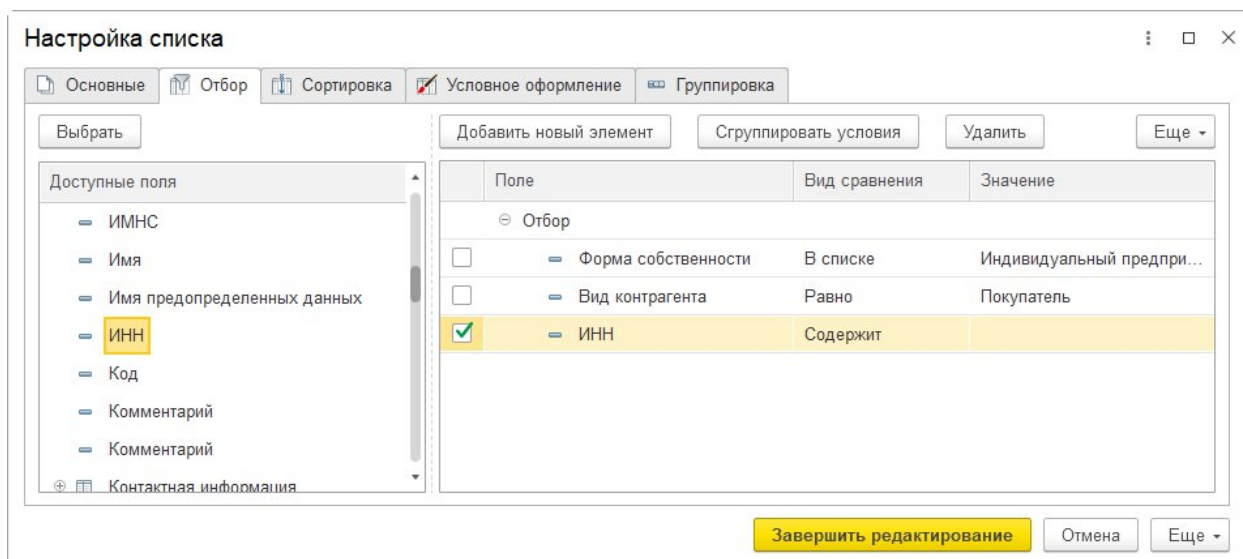 Настройка списка
Основные Отбор Сортировка Условное оформление Группировка
Выбрать Добавить новый элемент Сгруппировать условия Удалить Еще
Доступные поля
ИМНС
Имя
Имя предопределенных данных
ИНН
Код
Комментарий
Комментарий
Контактная информация
Поле Вид сравнения Значение
Отбор
Форма собственности В списке Индивидуальный предпри...
Вид контрагента Равно Покупатель
ИНН Содержит
Завершить редактирование Отмена Еще